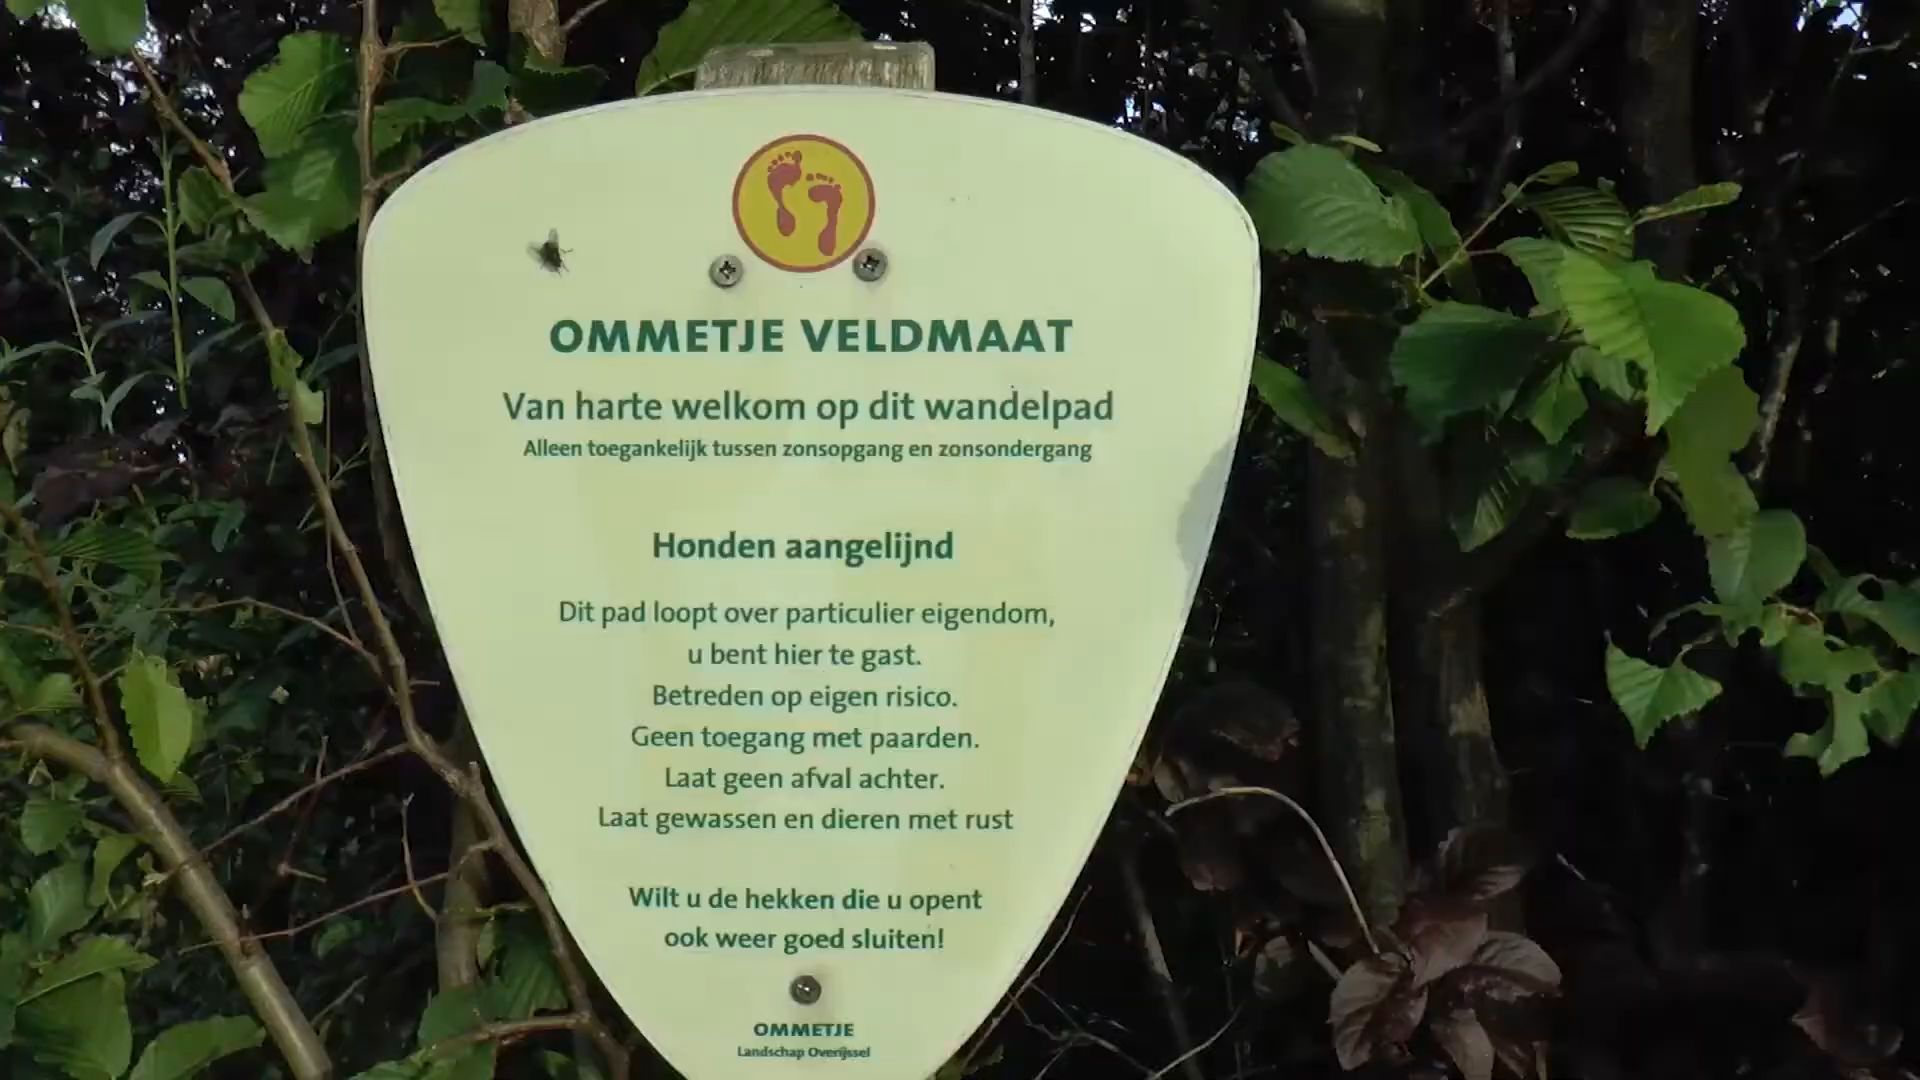 OMMETJE VELDMAAT
Van harte welkom op dit wandelpad
Alleen toegankelijk tussen zonsopgang en zonsondergang
Honden aangelijnd
Dit pad loopt over particulier eigendom,
u bent hier te gast.
Betreden op eigen risico.
Geen toegang met paarden.
Laat geen afval achter.
Laat gewassen en dieren met rust
Wilt u de hekken die u opent
ook weer goed sluiten!
OMMETJE
Landschap Overijssel